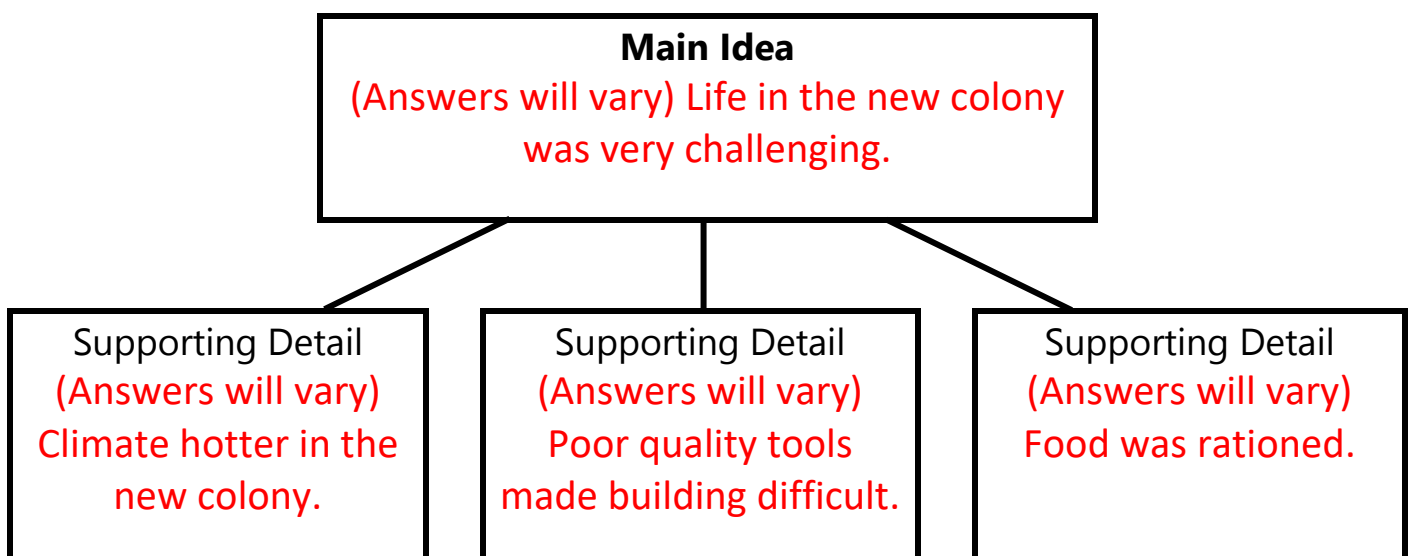 Main Idea
(Answers will vary) Life in the new colony
was very challenging.
Supporting Detail
(Answers will vary)
Climate hotter in the
new colony.
Supporting Detail
(Answers will vary)
Poor quality tools
made building difficult.
Supporting Detail
(Answers will vary)
Food was rationed.